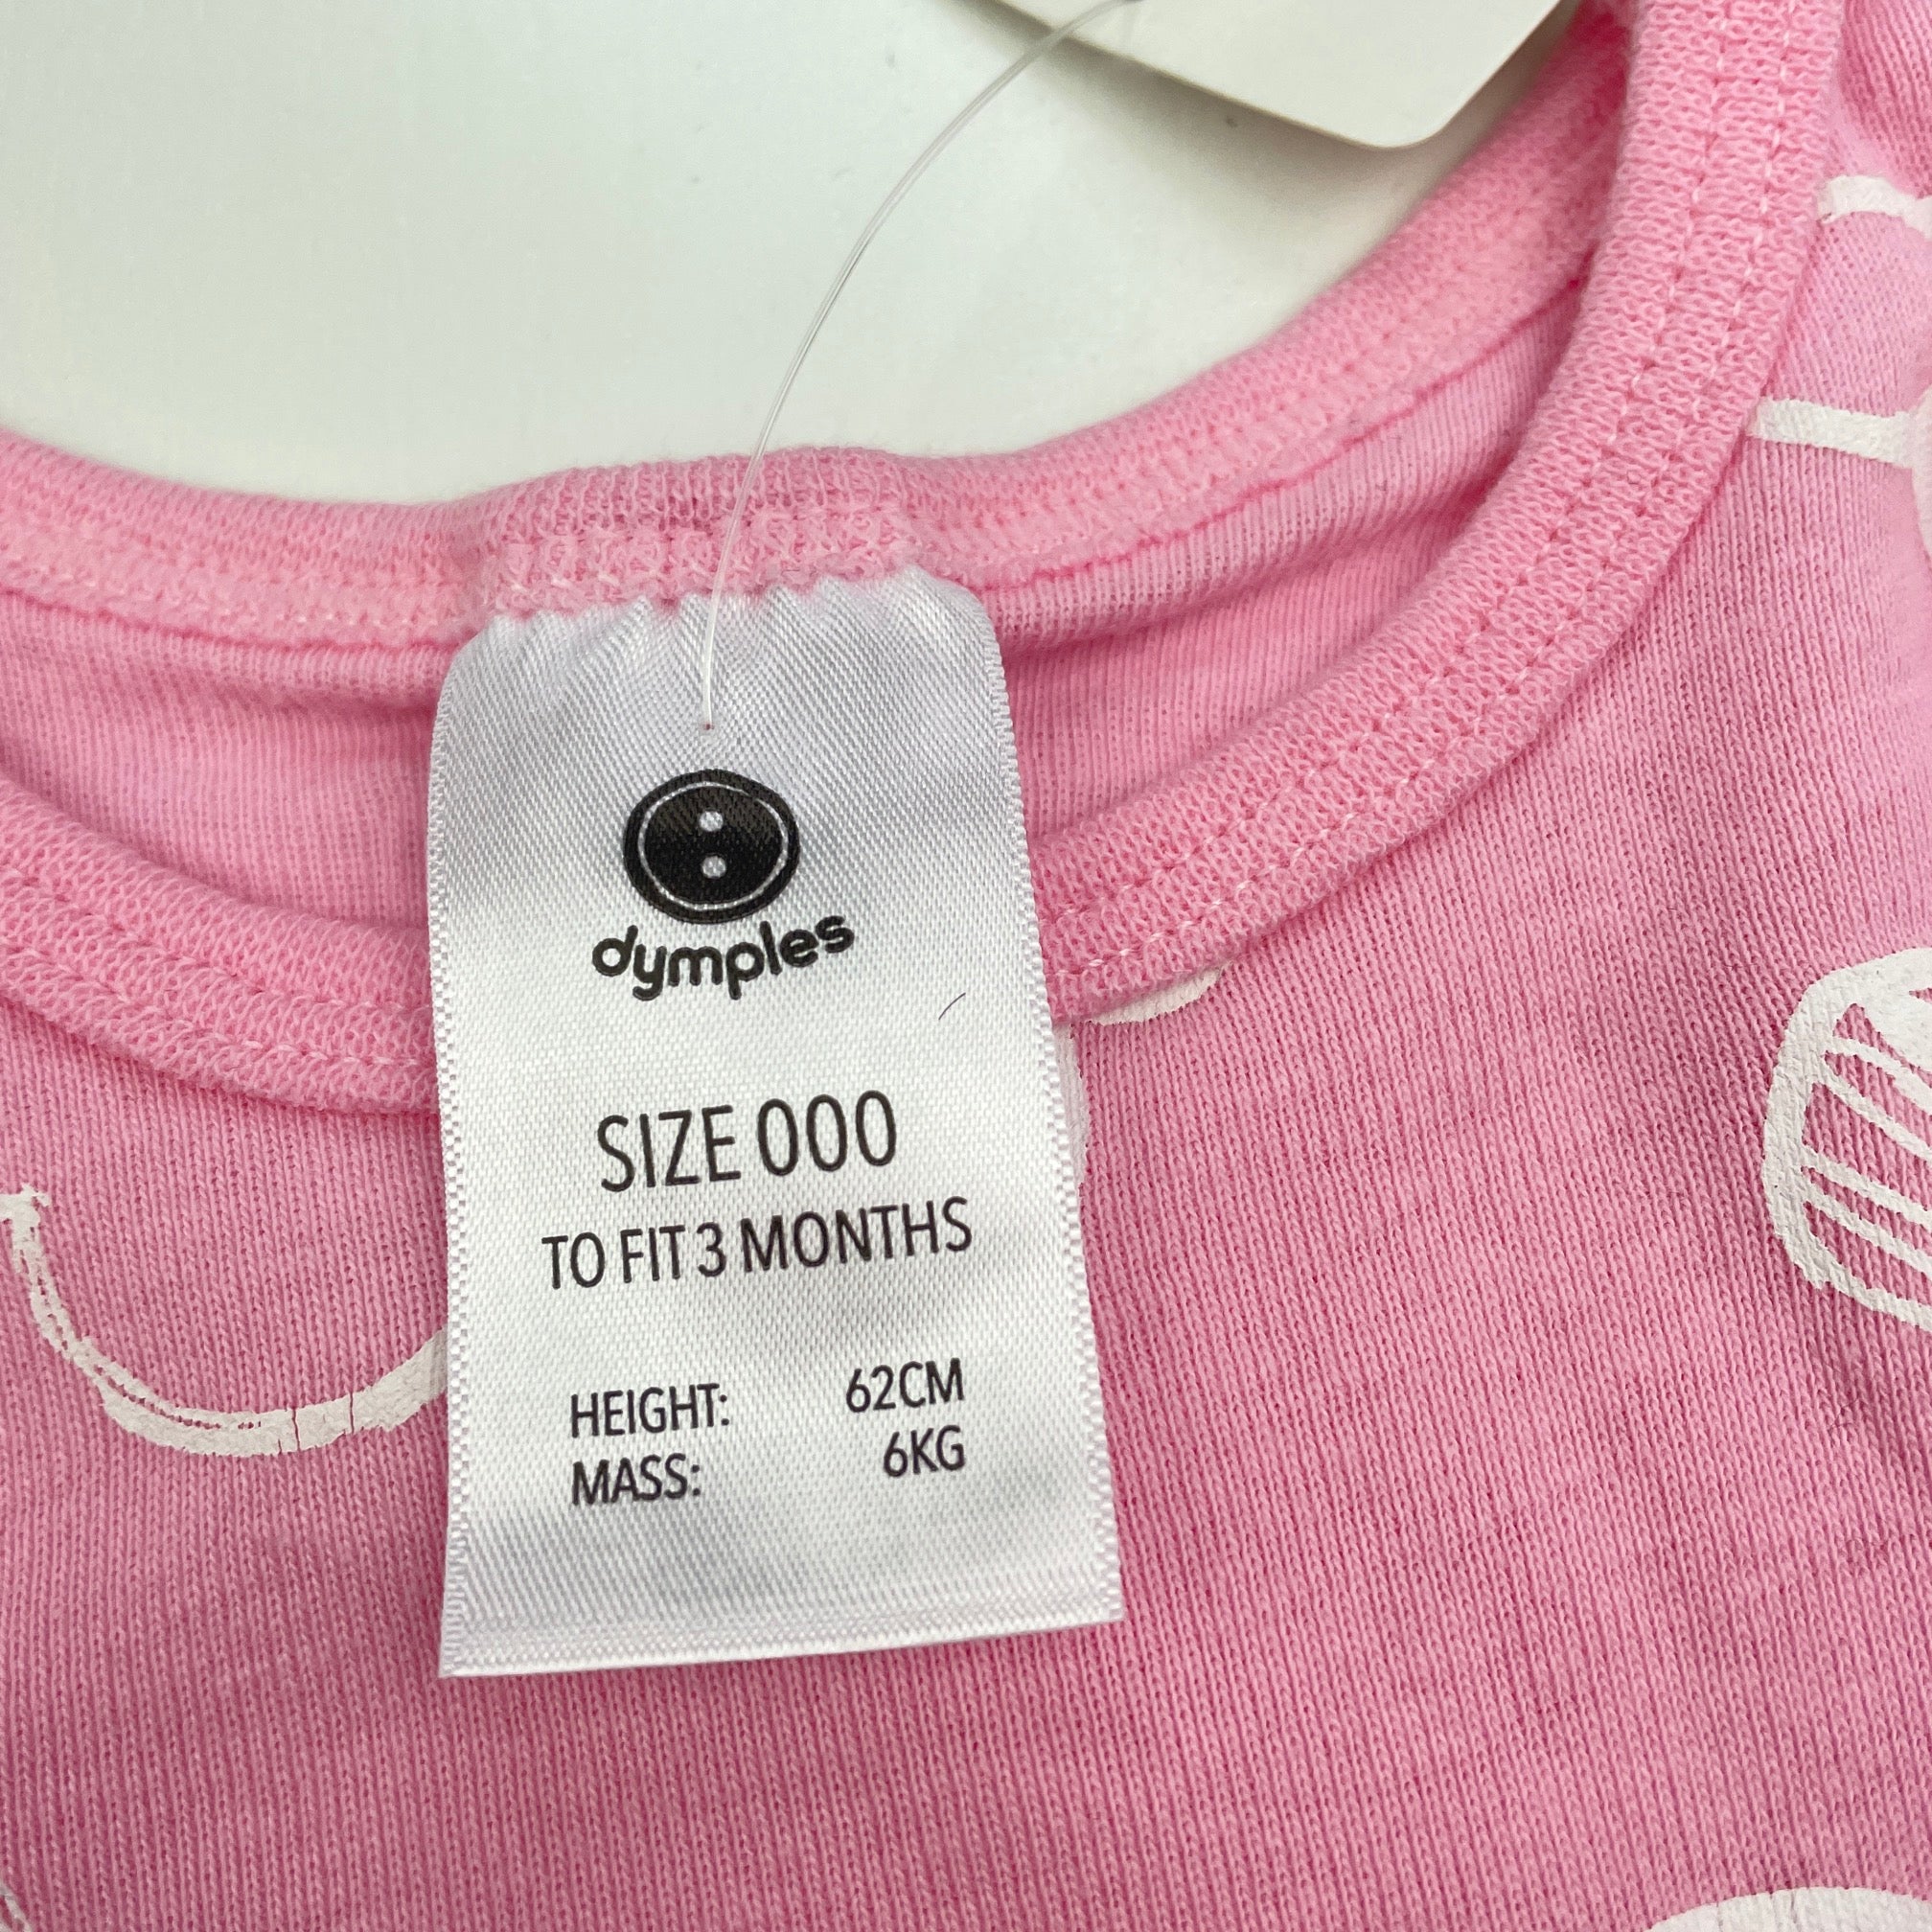 dymples
SIZE 000
TO FIT 3 MONTHS
HEIGHT: 62CM
MASS: 6KG